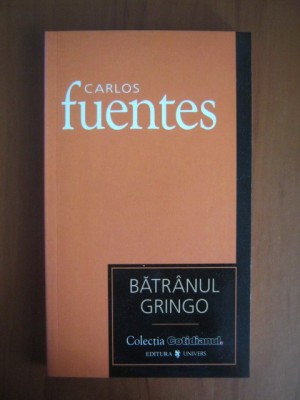 CARLOS
fuentes
BĂTRÂNUL
GRINGO
Colecția Cotidianul.
EDITURA UNIVERS